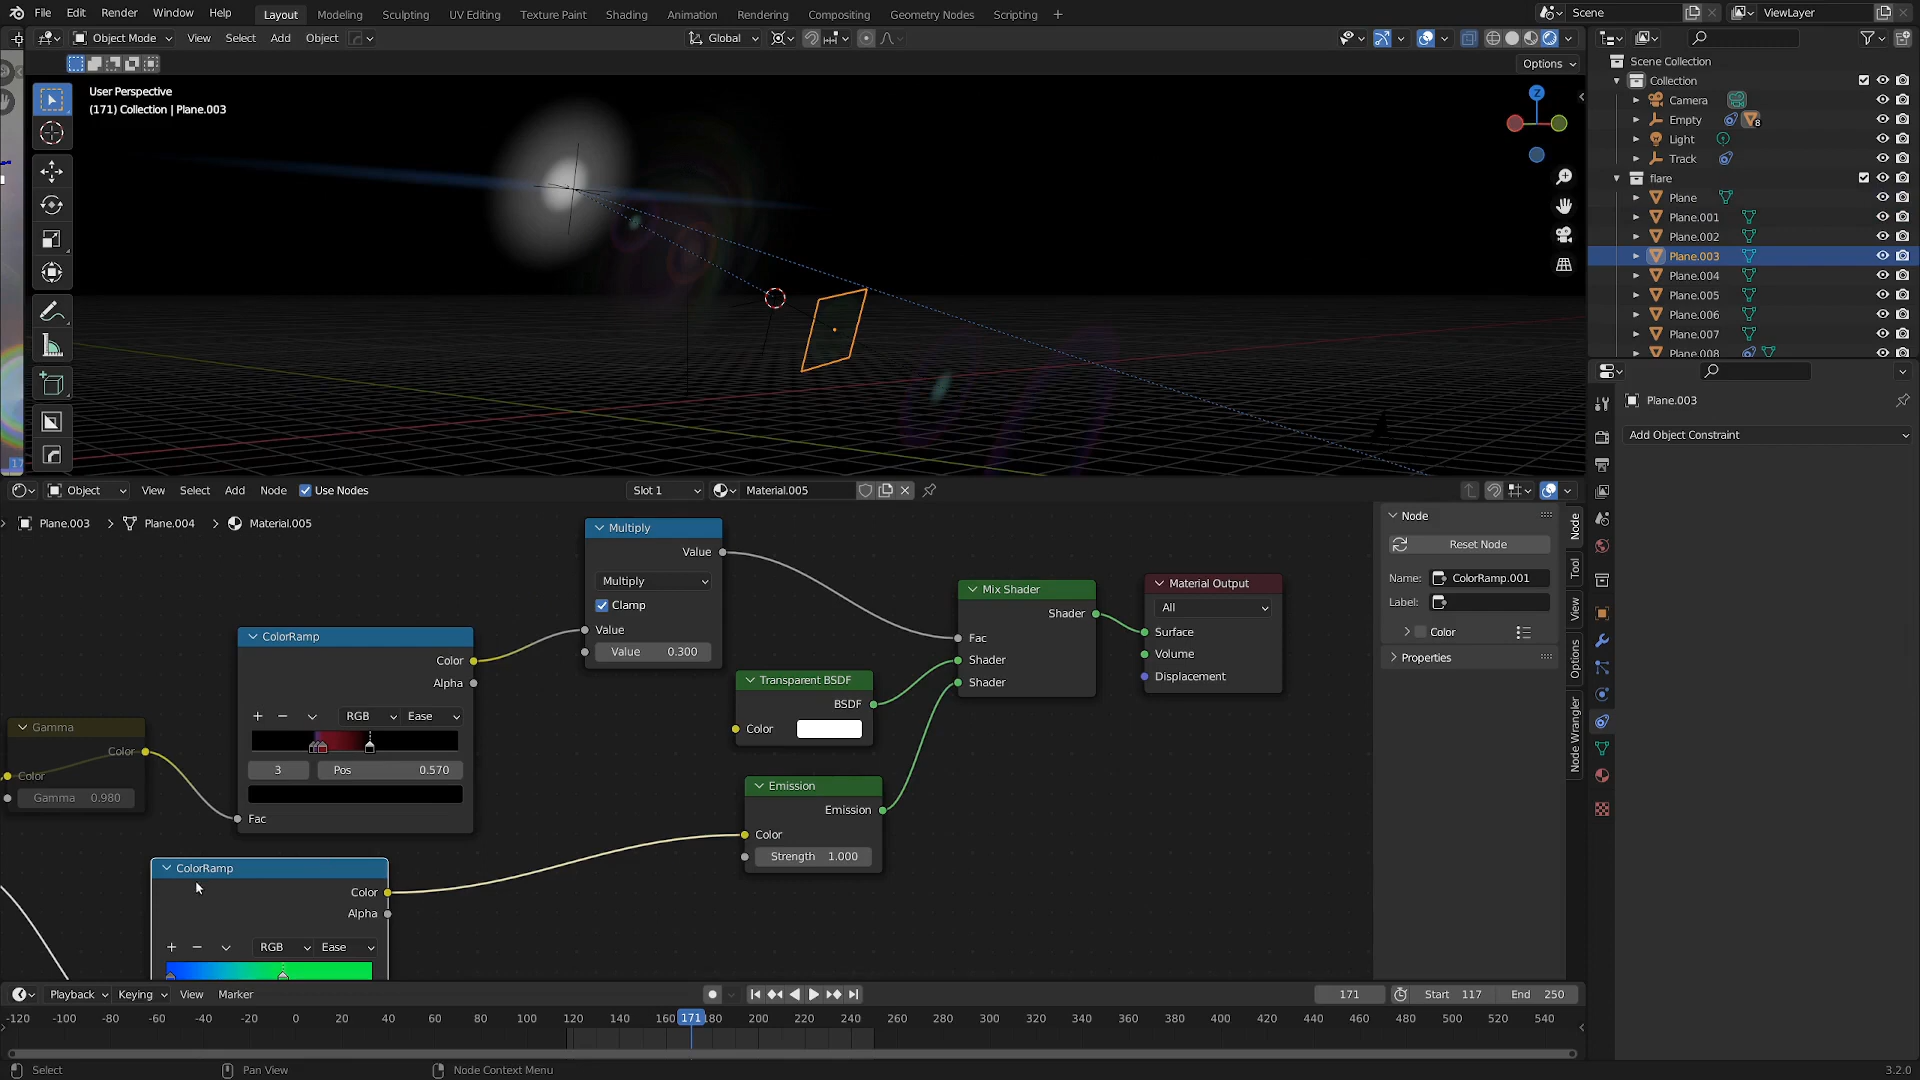 File Edit Render Window Help Layout Modeling Sculpting UV Editing Texture Paint Shading Animation Rendering Compositing Geometry Nodes Scripting + Scene ViewLayer
Object Mode View Select Add Object Global
Options
User Perspective
(171) Collection | Plane.003
Z
Scene Collection
Collection
Camera
Empty 8
Light
Track
flare
Plane
Plane.001
Plane.002
Plane.003
Plane.004
Plane.005
Plane.006
Plane.007
Plane.008
Plane.003
Add Object Constraint
17
Object View Select Add Node Use Nodes Slot 1 Material.005
Plane.003 > Plane.004 > Material.005
Multiply
Value
Multiply
Clamp
Value
Value 0.300
ColorRamp
Color
Alpha
RGB Ease
3 Pos 0.570
Fac
Gamma
Color
Color
Gamma 0.980
Transparent BSDF
BSDF
Color
Emission
Emission
Color
Strength 1.000
Mix Shader
Shader
Fac
Shader
Shader
Material Output
All
Surface
Volume
Displacement
ColorRamp
Color
Alpha
RGB Ease
Node
Reset Node
Name: ColorRamp.001
Label:
Color
Properties
Node
Tool
View
Options
Node Wrangler
Playback Keying View Marker 171 Start 117 End 250
-120 -100 -80 -60 -40 -20 0 20 40 60 80 100 120 140 160 171 180 200 220 240 260 280 300 320 340 360 380 400 420 440 460 480 500 520 540
Select Pan View Node Context Menu 3.2.0